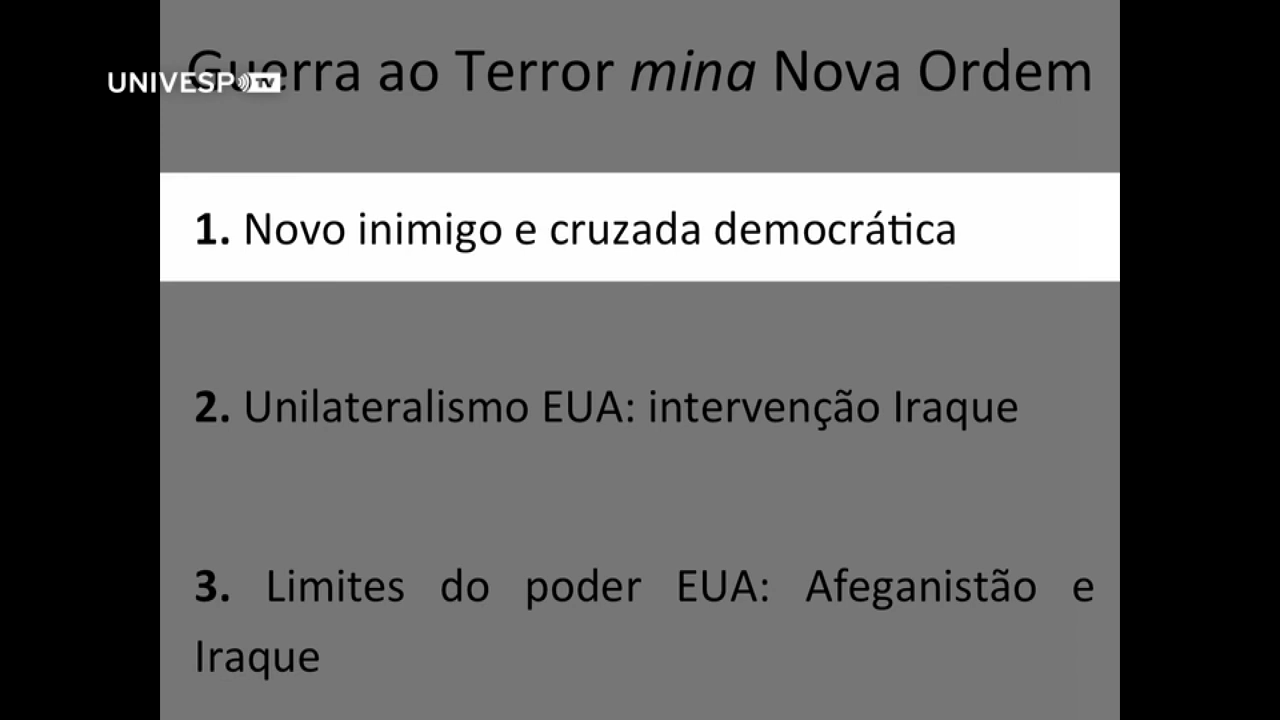 Guerra ao Terror mina Nova Ordem
UNIVESP TV
1. Novo inimigo e cruzada democrática
2. Unilateralismo EUA: intervenção Iraque
3. Limites do poder EUA: Afeganistão e
Iraque